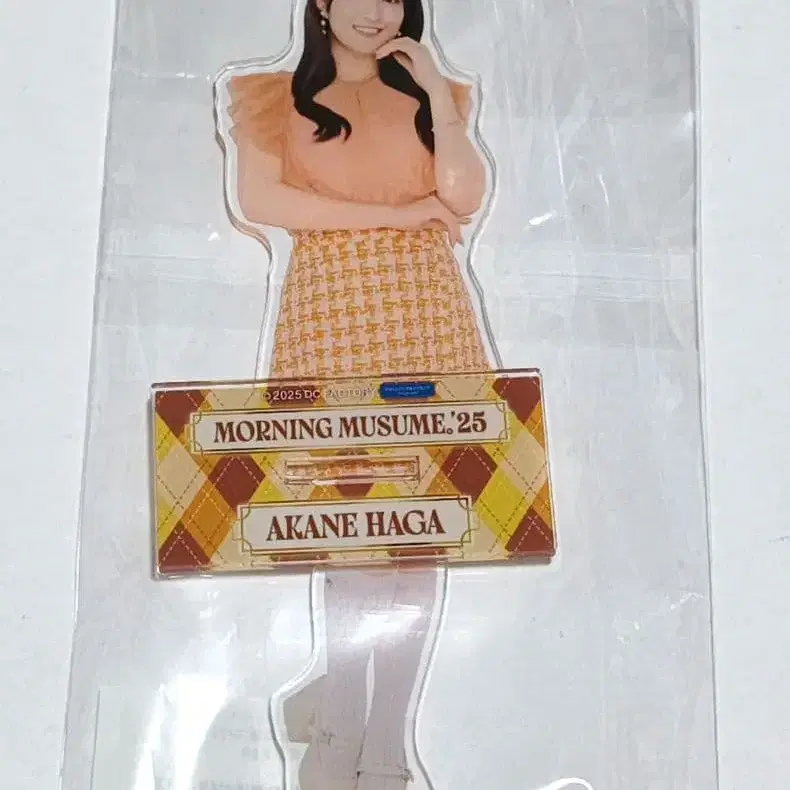 ©2025 DC FACTORY
MORNING MUSUME。'25
AKANE HAGA